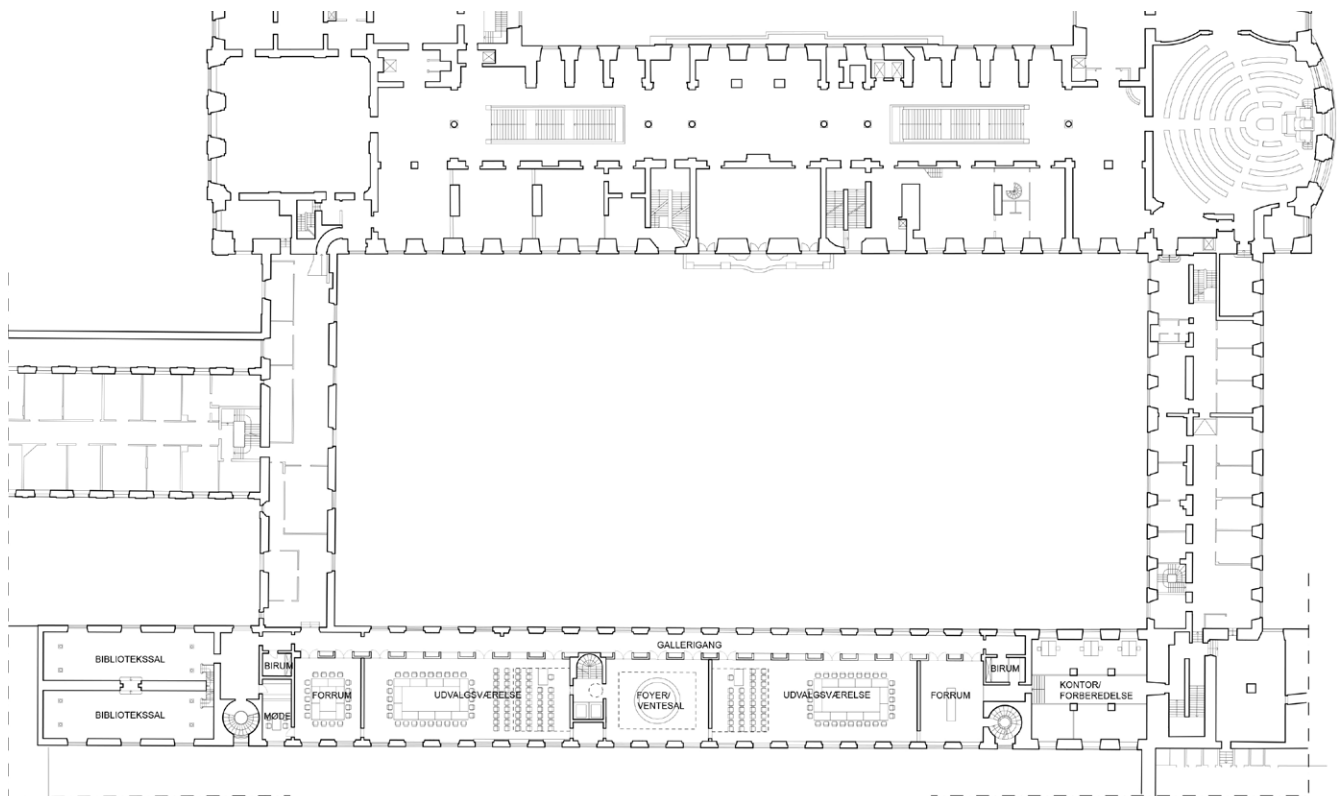 GALLERIGANG
BIBLIOTEKSSAL
BIRUM
FORRUM
UDVALGSVÆRELSE
FOYER/
VENTESAL
UDVALGSVÆRELSE
FORRUM
BIRUM
KONTOR/
FORBEREDELSE
BIBLIOTEKSSAL
MØDE